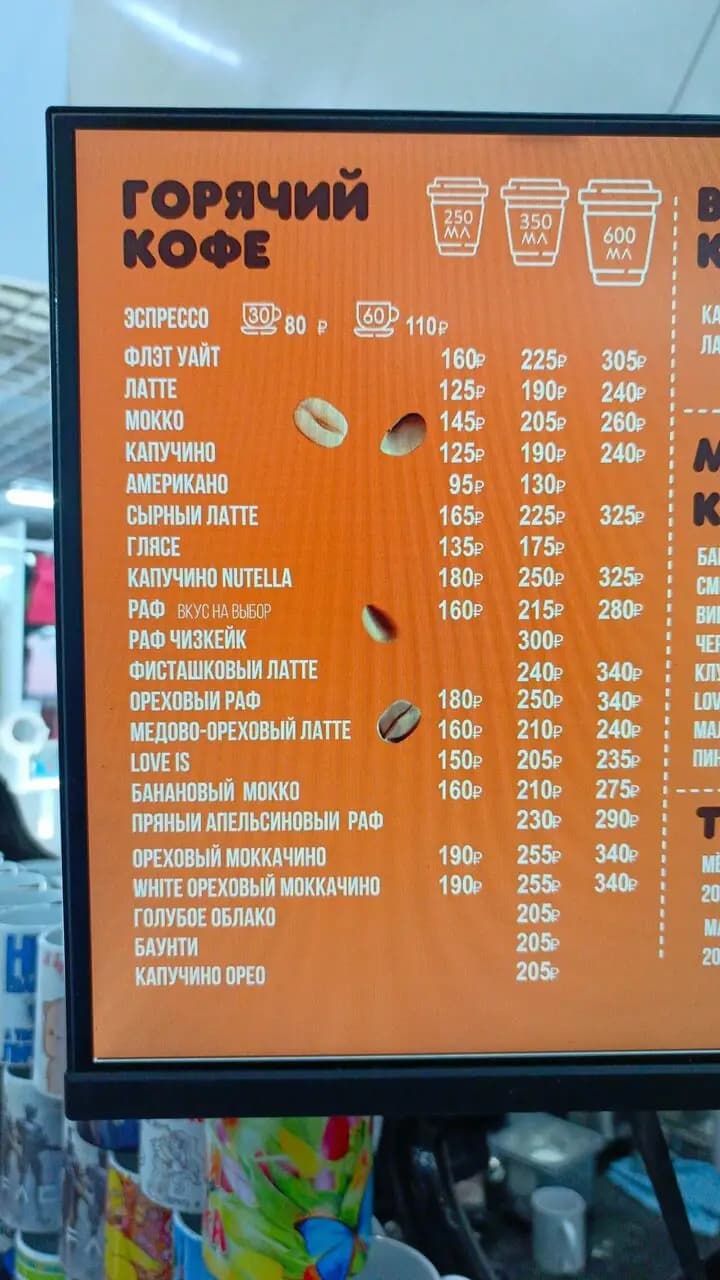 ГОРЯЧИЙ
КОФЕ
250 МЛ
350 МЛ
600 МЛ
ЭСПРЕССО 30 80 ₽ 60 110₽
ФЛЭТ УАЙТ 160₽ 225₽ 305₽
ЛАТТЕ 125₽ 190₽ 240₽
МОККО 145₽ 205₽ 260₽
КАПУЧИНО 125₽ 190₽ 240₽
АМЕРИКАНО 95₽ 130₽
СЫРНЫЙ ЛАТТЕ 165₽ 225₽ 325₽
ГЛЯСЕ 135₽ 175₽
КАПУЧИНО NUTELLA 180₽ 250₽ 325₽
РАФ ВКУС НА ВЫБОР 160₽ 215₽ 280₽
РАФ ЧИЗКЕЙК 300₽
ФИСТАШКОВЫЙ ЛАТТЕ 240₽ 340₽
ОРЕХОВЫЙ РАФ 180₽ 250₽ 340₽
МЕДОВО-ОРЕХОВЫЙ ЛАТТЕ 160₽ 210₽ 240₽
LOVE IS 150₽ 205₽ 235₽
БАНАНОВЫЙ МОККО 160₽ 210₽ 275₽
ПРЯНЫЙ АПЕЛЬСИНОВЫЙ РАФ 230₽ 290₽
ОРЕХОВЫЙ МОККАЧИНО 190₽ 255₽ 340₽
WHITE ОРЕХОВЫЙ МОККАЧИНО 190₽ 255₽ 340₽
ГОЛУБОЕ ОБЛАКО 205₽
БАУНТИ 205₽
КАПУЧИНО ОРЕО 205₽